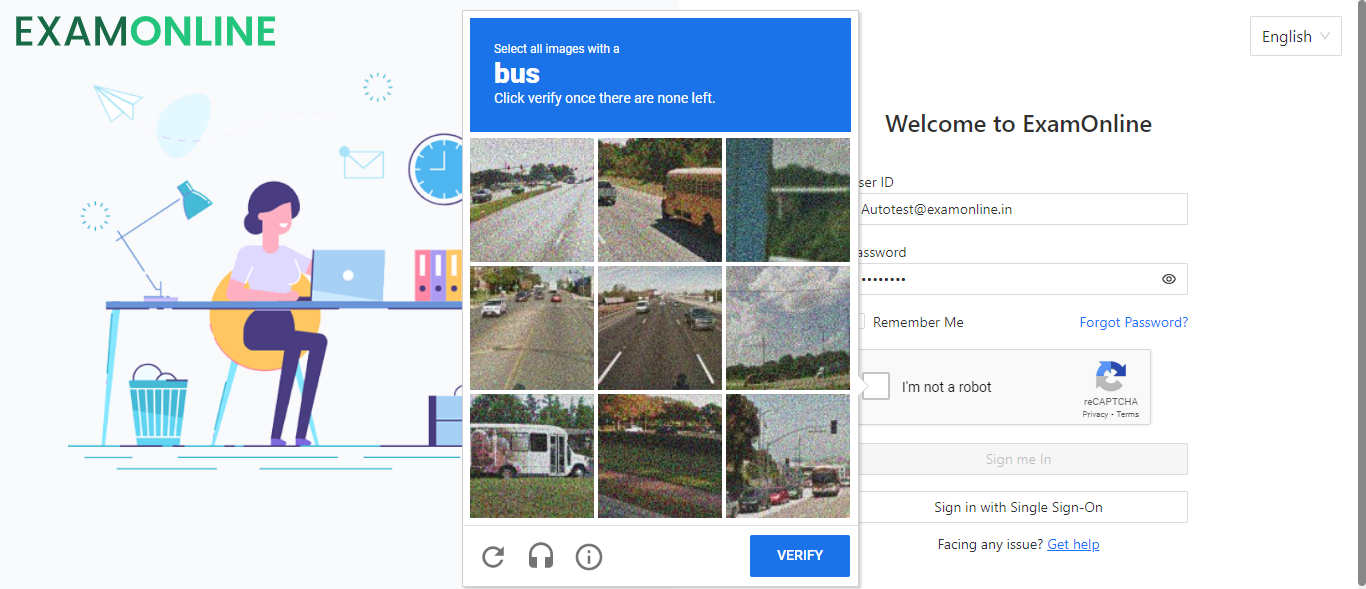 EXAMONLINE
Select all images with a
bus
Click verify once there are none left.
VERIFY
English
Welcome to ExamOnline
ser ID
Autotest@examonline.in
assword
••••••••
Remember Me
Forgot Password?
I'm not a robot
reCAPTCHA
Privacy - Terms
Sign me In
Sign in with Single Sign-On
Facing any issue? Get help